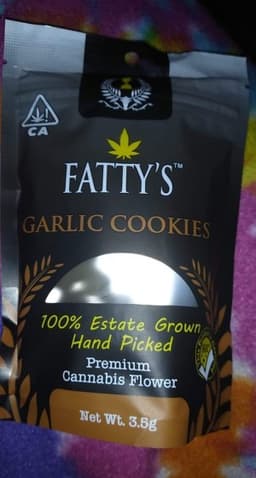 CA
FATTY'S™
GARLIC COOKIES
100% Estate Grown
Hand Picked
Premium
Cannabis Flower
Net Wt. 3.5g